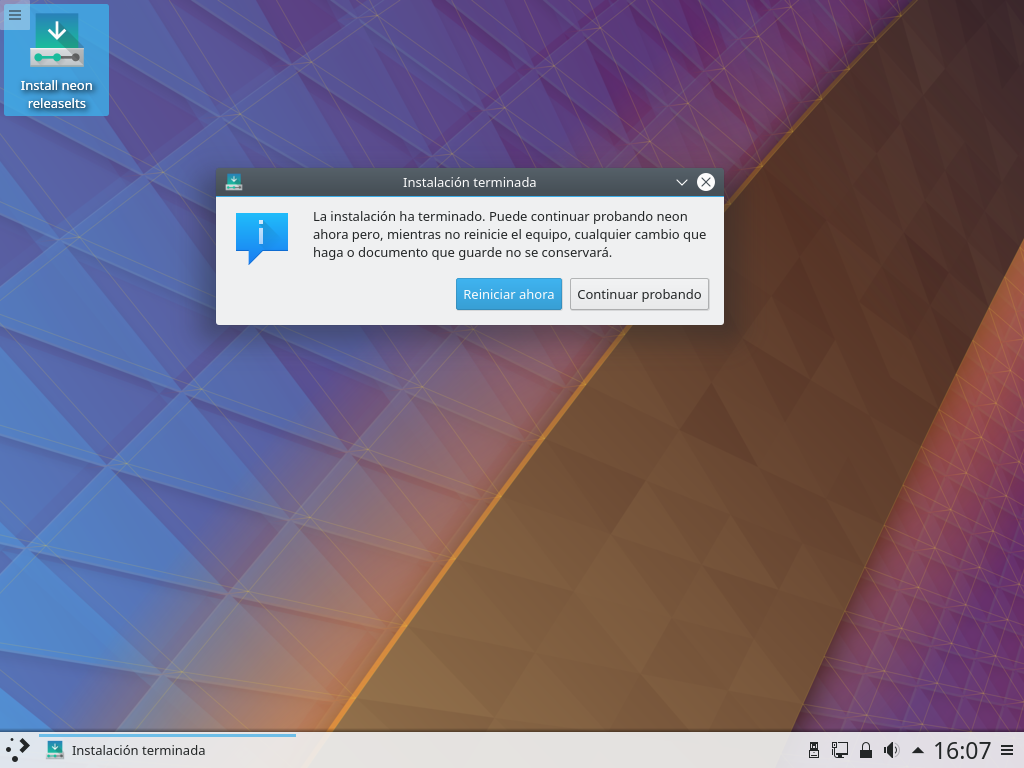 Install neon
releaselts
Instalación terminada
La instalación ha terminado. Puede continuar probando neon
ahora pero, mientras no reinicie el equipo, cualquier cambio que
haga o documento que guarde no se conservará.
Reiniciar ahora
Continuar probando
Instalación terminada
16:07